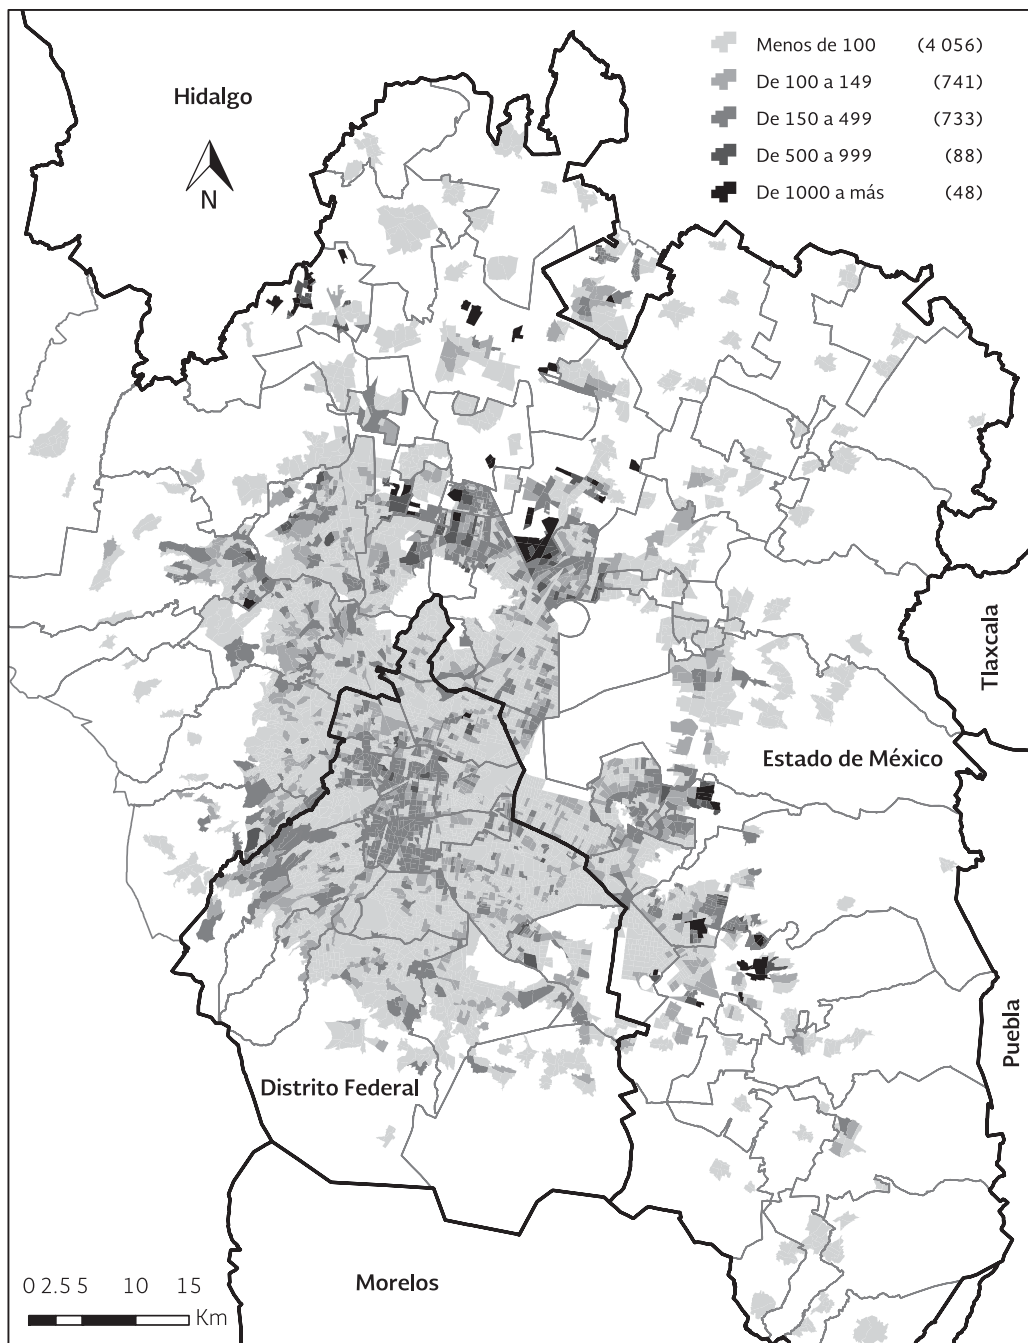 Menos de 100 (4 056)
De 100 a 149 (741)
De 150 a 499 (733)
De 500 a 999 (88)
De 1000 a más (48)
Hidalgo
N
Tlaxcala
Estado de México
Puebla
Distrito Federal
Morelos
0 2.5 5 10 15
Km